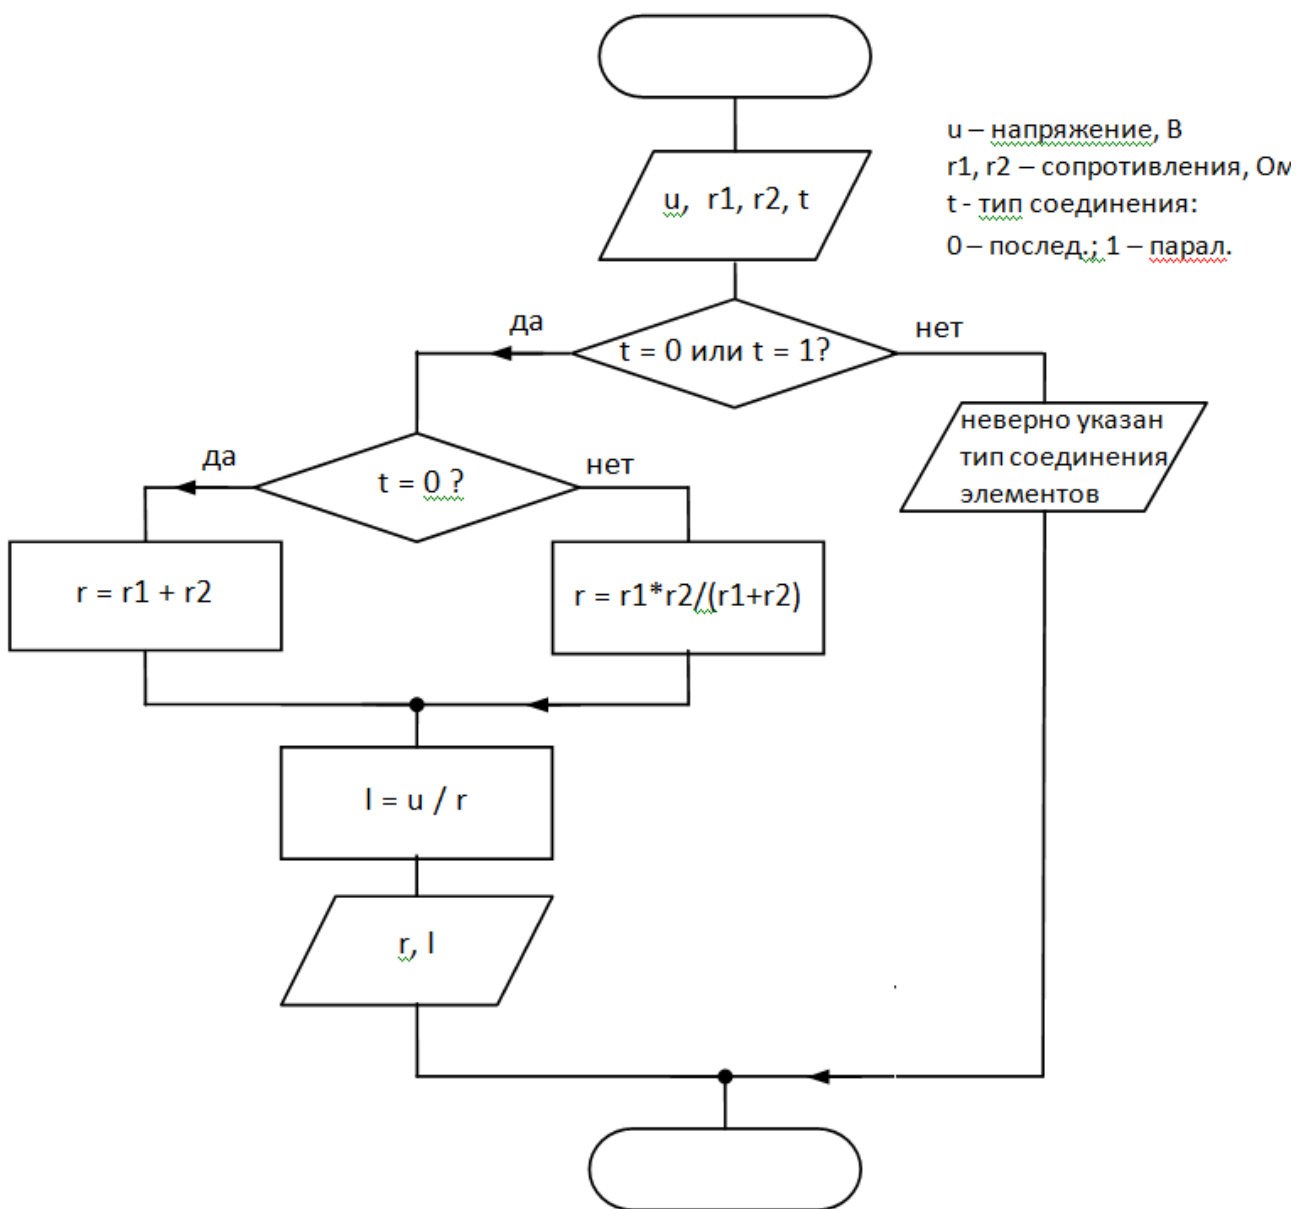 u – напряжение, В
r1, r2 – сопротивления, Ом
t - тип соединения:
0 – послед.; 1 – парал.
u, r1, r2, t
t = 0 или t = 1?
да
нет
неверно указан
тип соединения
элементов
t = 0 ?
да
нет
r = r1 + r2
r = r1*r2/(r1+r2)
I = u / r
r, I